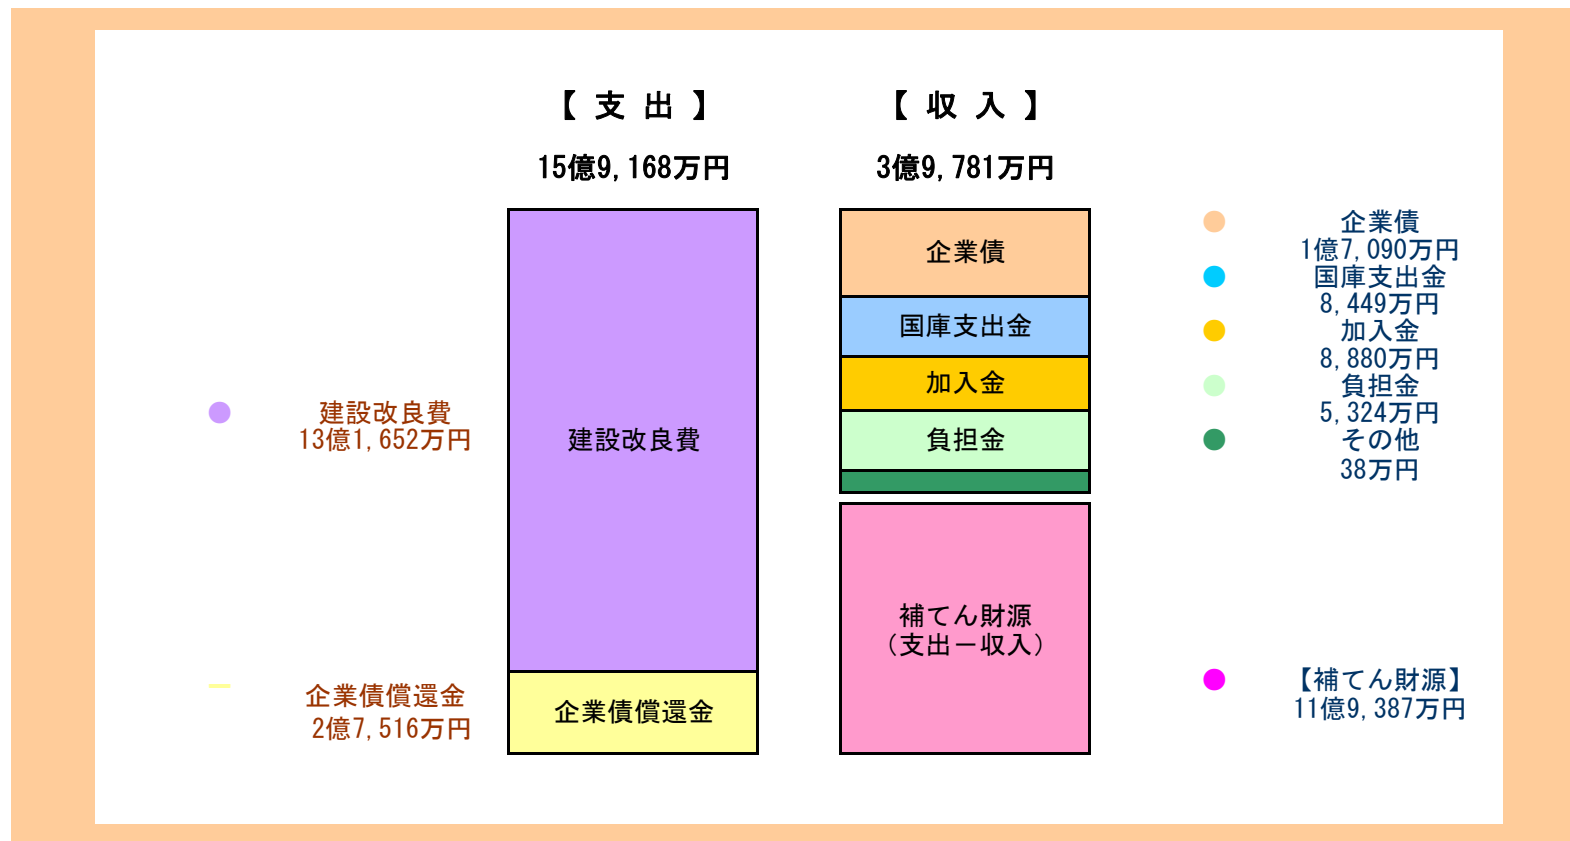 【 支 出 】
15億9,168万円
建設改良費
13億1,652万円
建設改良費
企業債償還金
2億7,516万円
企業債償還金
【 収 入 】
3億9,781万円
企業債
国庫支出金
加入金
負担金
補てん財源
(支出－収入)
企業債
1億7,090万円
国庫支出金
8,449万円
加入金
8,880万円
負担金
5,324万円
その他
38万円
【補てん財源】
11億9,387万円